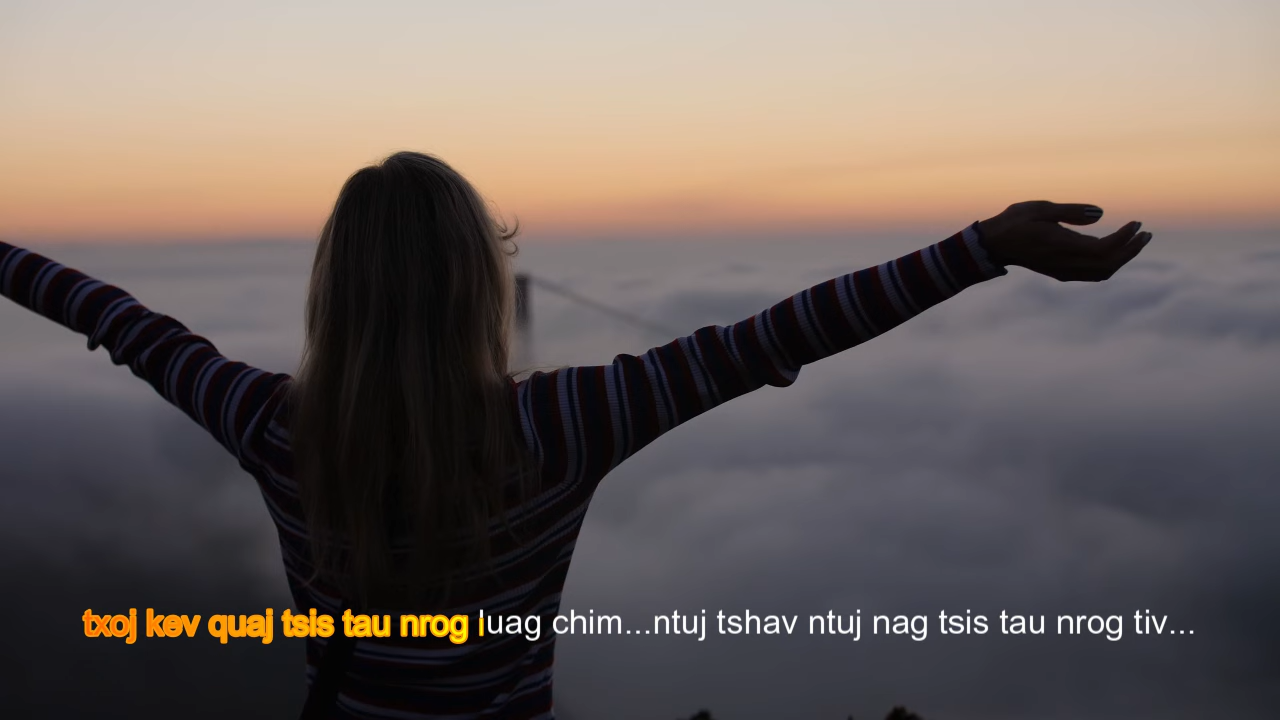 txoj kev quaj tsis tau nrog luag chim...ntuj tshav ntuj nag tsis tau nrog tiv...